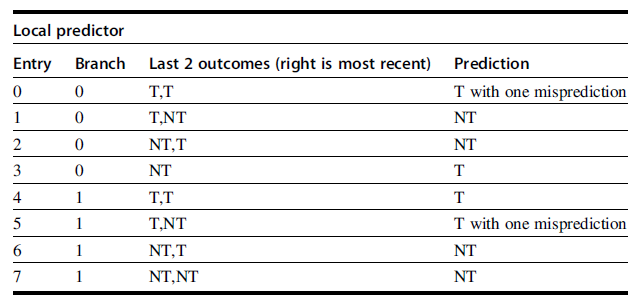 Local predictor
Entry Branch Last 2 outcomes (right is most recent) Prediction
0 0 T,T T with one misprediction
1 0 T,NT NT
2 0 NT,T NT
3 0 NT T
4 1 T,T T
5 1 T,NT T with one misprediction
6 1 NT,T NT
7 1 NT,NT NT